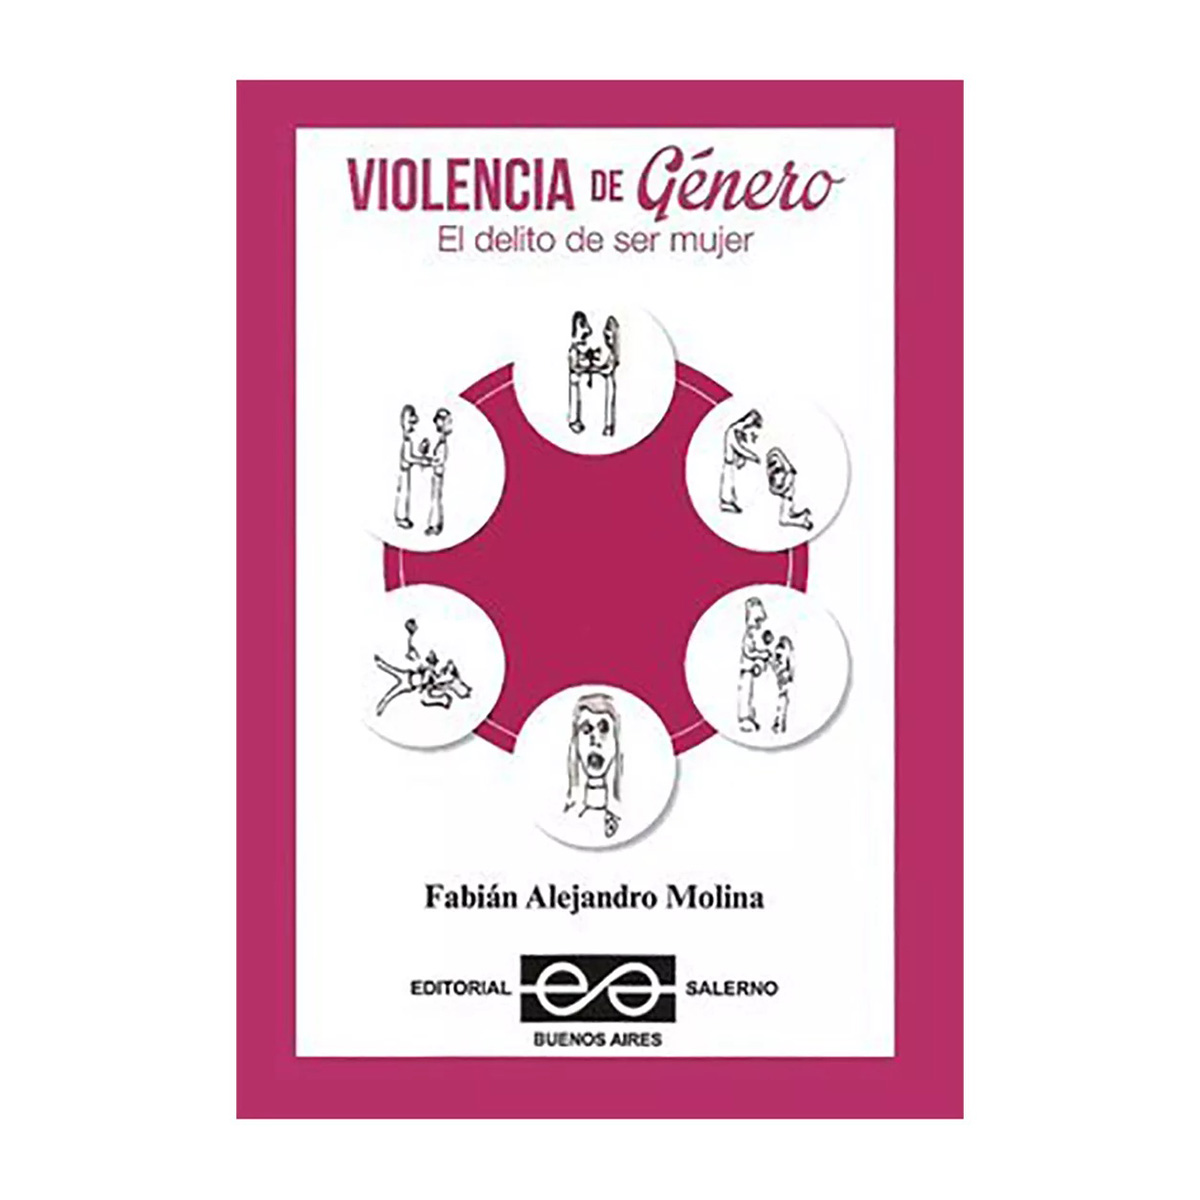 VIOLENCIA DE Género
El delito de ser mujer
Fabián Alejandro Molina
EDITORIAL SALERNO
BUENOS AIRES